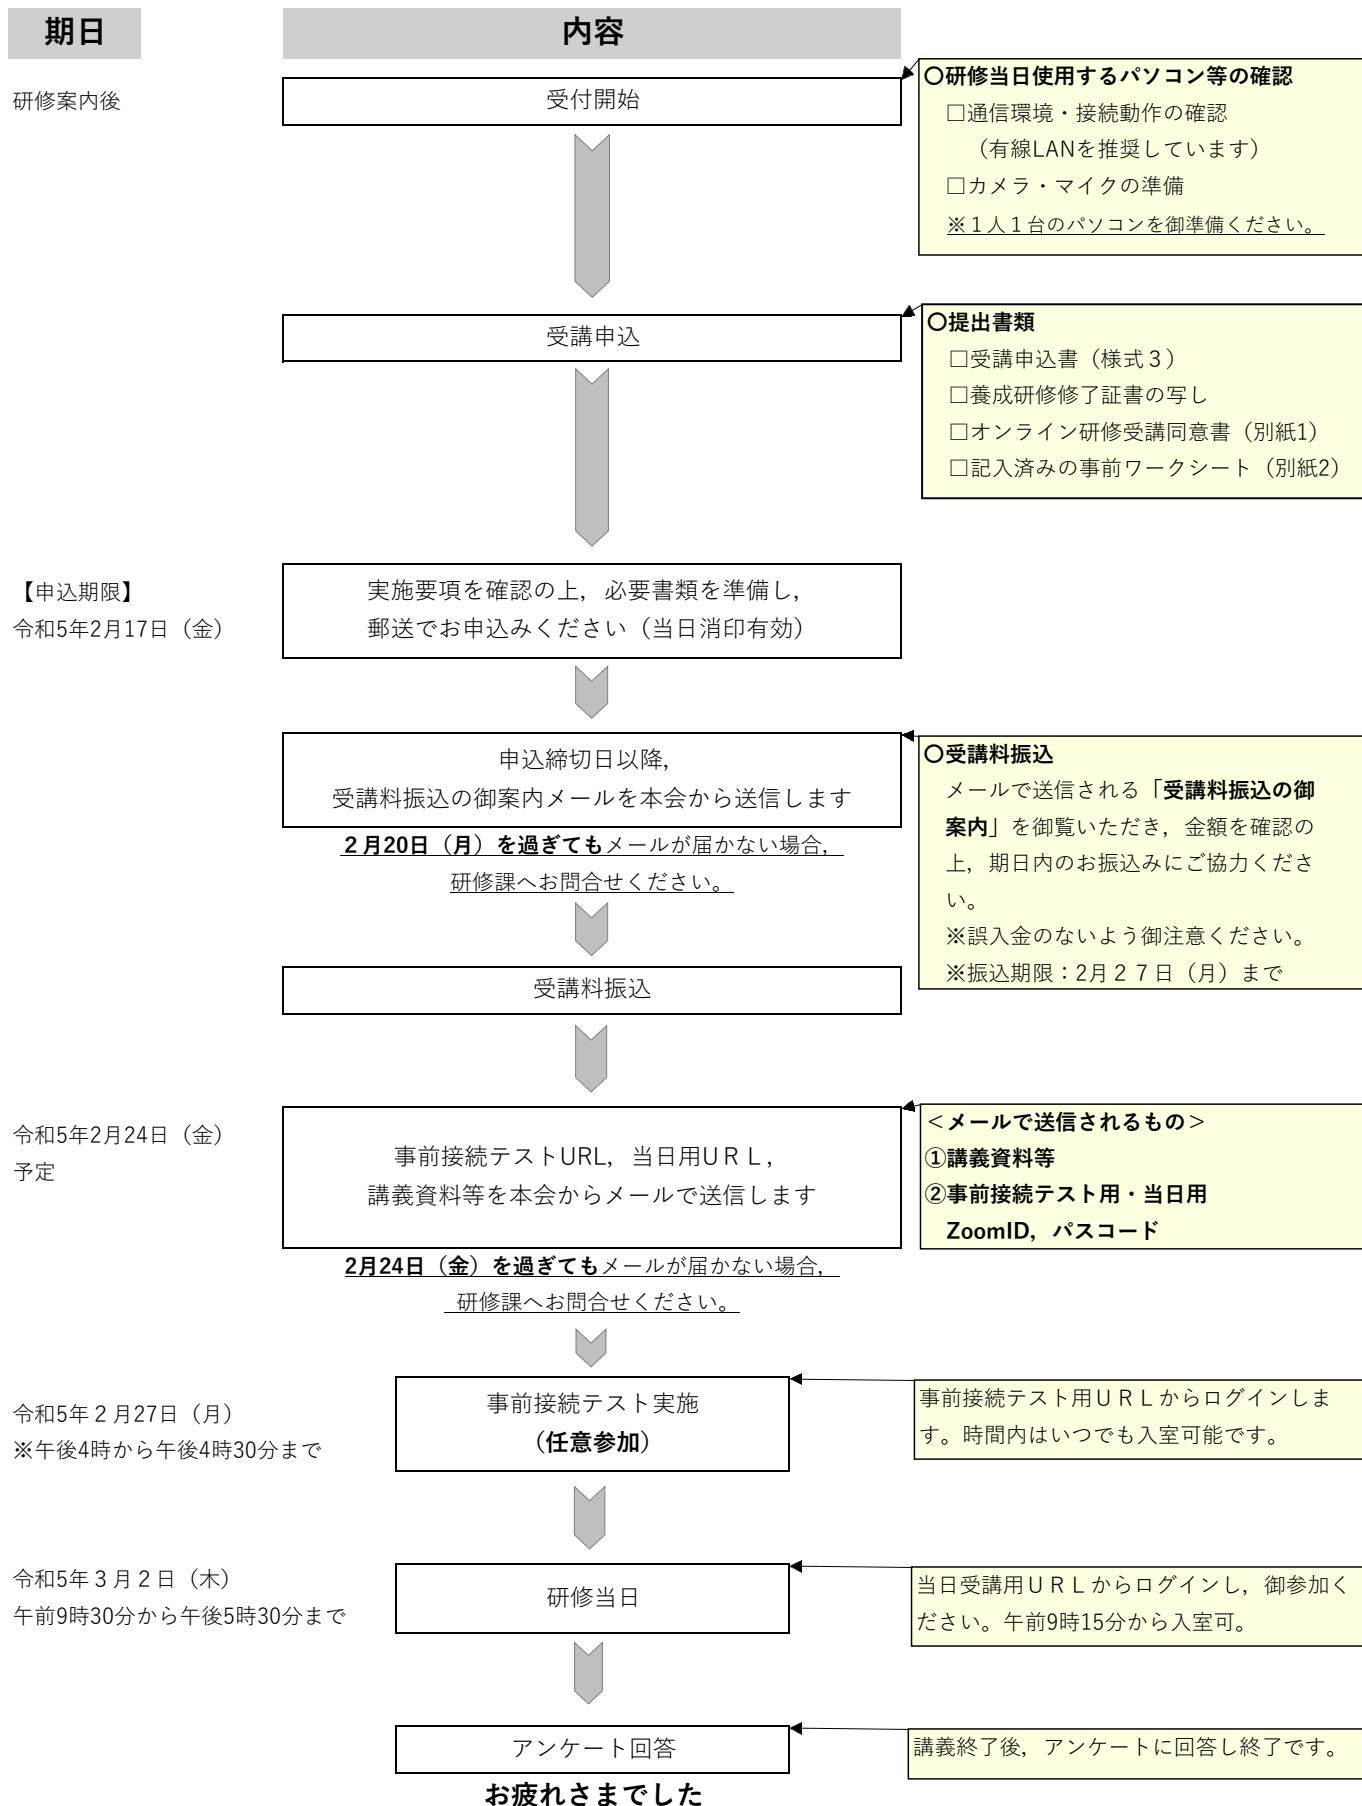 期日
内容
研修案内後
受付開始
〇研修当日使用するパソコン等の確認
□通信環境・接続動作の確認
（有線LANを推奨しています）
□カメラ・マイクの準備
※１人１台のパソコンを御準備ください。
受講申込
〇提出書類
□受講申込書（様式３）
□養成研修修了証書の写し
□オンライン研修受講同意書（別紙1）
□記入済みの事前ワークシート（別紙2）
【申込期限】
令和5年2月17日（金）
実施要項を確認の上，必要書類を準備し，
郵送でお申込みください（当日消印有効）
申込締切日以降，
受講料振込の御案内メールを本会から送信します
２月20日（月）を過ぎてもメールが届かない場合，
研修課へお問合せください。
〇受講料振込
メールで送信される「受講料振込の御
案内」を御覧いただき，金額を確認の
上，期日内のお振込みにご協力くださ
い。
※誤入金のないよう御注意ください。
※振込期限：2月２７日（月）まで
受講料振込
令和5年2月24日（金）
予定
事前接続テストURL，当日用ＵＲＬ，
講義資料等を本会からメールで送信します
＜メールで送信されるもの＞
①講義資料等
②事前接続テスト用・当日用
ZoomID，パスコード
2月24日（金）を過ぎてもメールが届かない場合，
研修課へお問合せください。
令和5年２月27日（月）
※午後4時から午後4時30分まで
事前接続テスト実施
（任意参加）
事前接続テスト用ＵＲＬからログインしま
す。時間内はいつでも入室可能です。
令和5年３月２日（木）
午前9時30分から午後5時30分まで
研修当日
当日受講用ＵＲＬからログインし，御参加く
ださい。午前9時15分から入室可。
アンケート回答
講義終了後，アンケートに回答し終了です。
お疲れさまでした